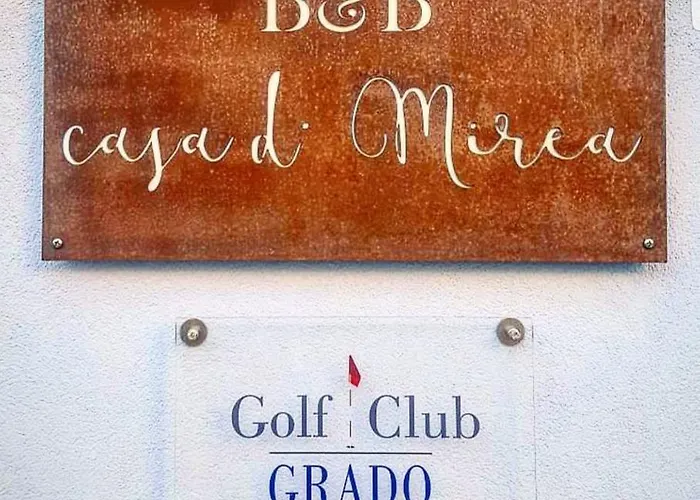 B&B
casa di Mirea
Golf Club
GRADO